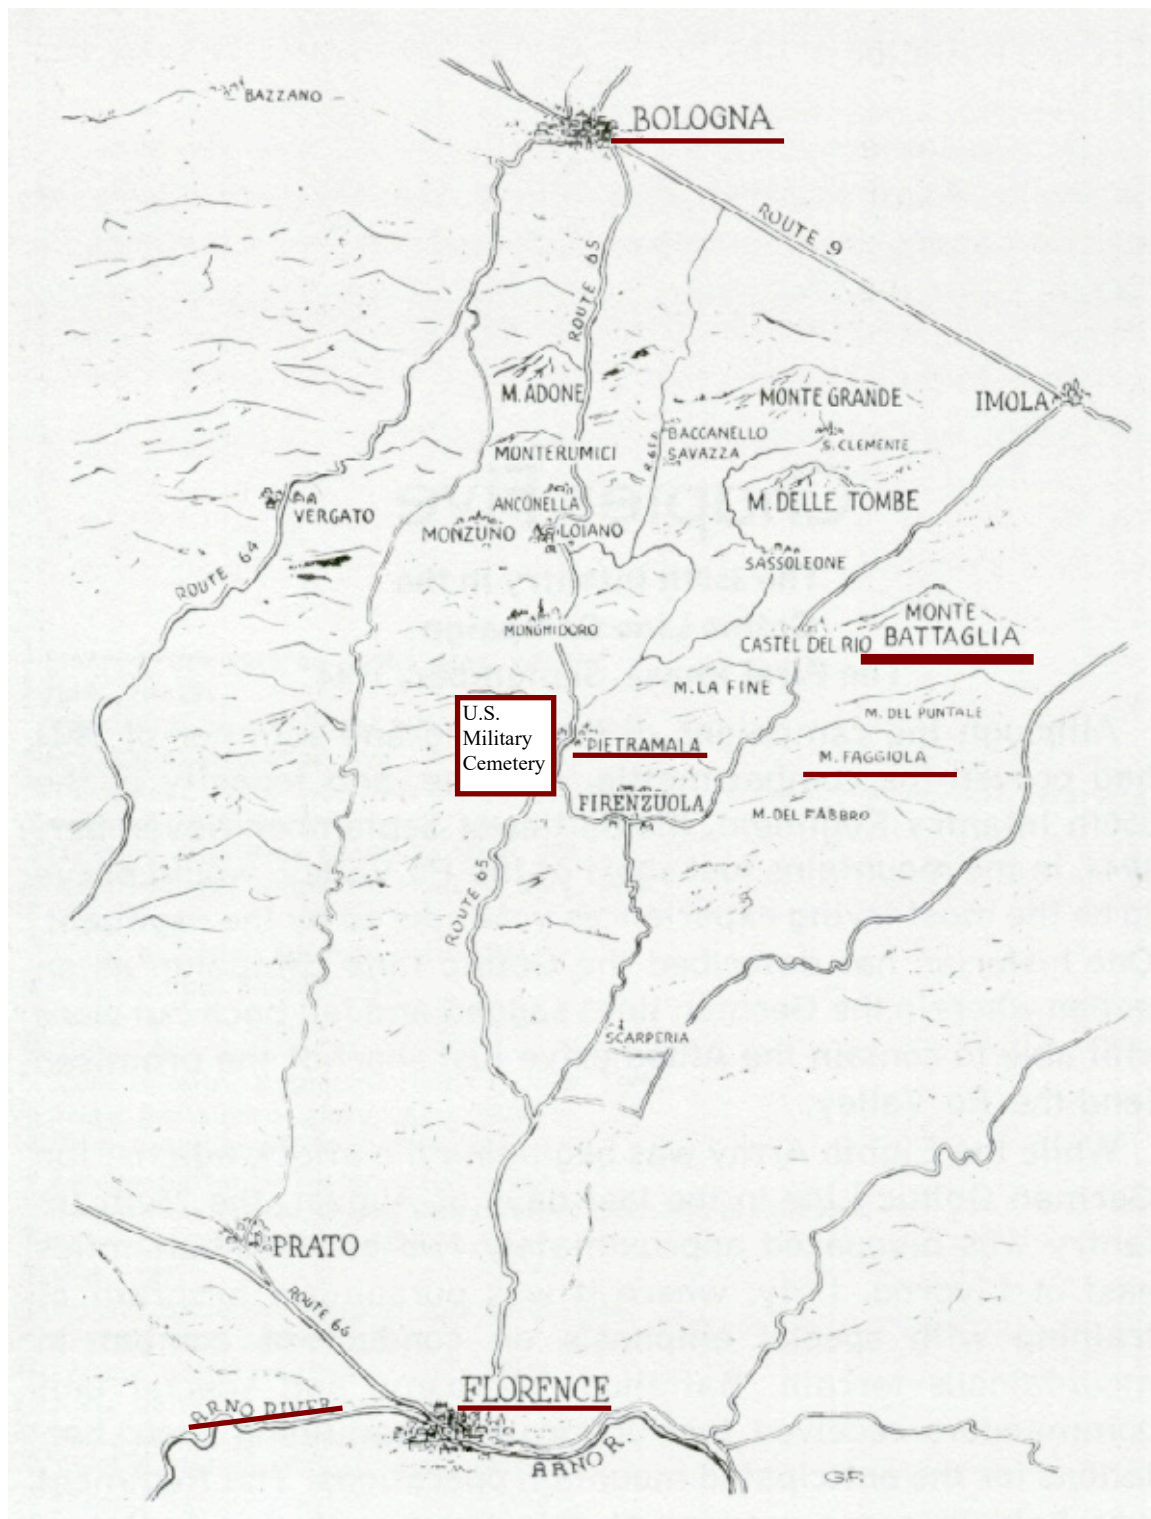 BAZZANO
BOLOGNA
ROUTE 9
ROUTE 65
M. ADONE
MONTE GRANDE
IMOLA
BACCANELLO
SAVAZZA
S. CLEMENTE
MONTERUMICI
ANCONELLA
M. DELLE TOMBE
VERGATO
MONZUNO
LOIANO
ROUTE 64
SASSOLEONE
MONGHIDORO
MONTE
BATTAGLIA
CASTEL DEL RIO
M. LA FINE
M. DEL PUNTALE
U.S.
Military
Cemetery
PIETRAMALA
M. FAGGIOLA
FIRENZUOLA
M. DEL FABBRO
ROUTE 65
SCARPERIA
PRATO
ROUTE 66
FLORENCE
ARNO RIVER
ARNO R.
G.F.